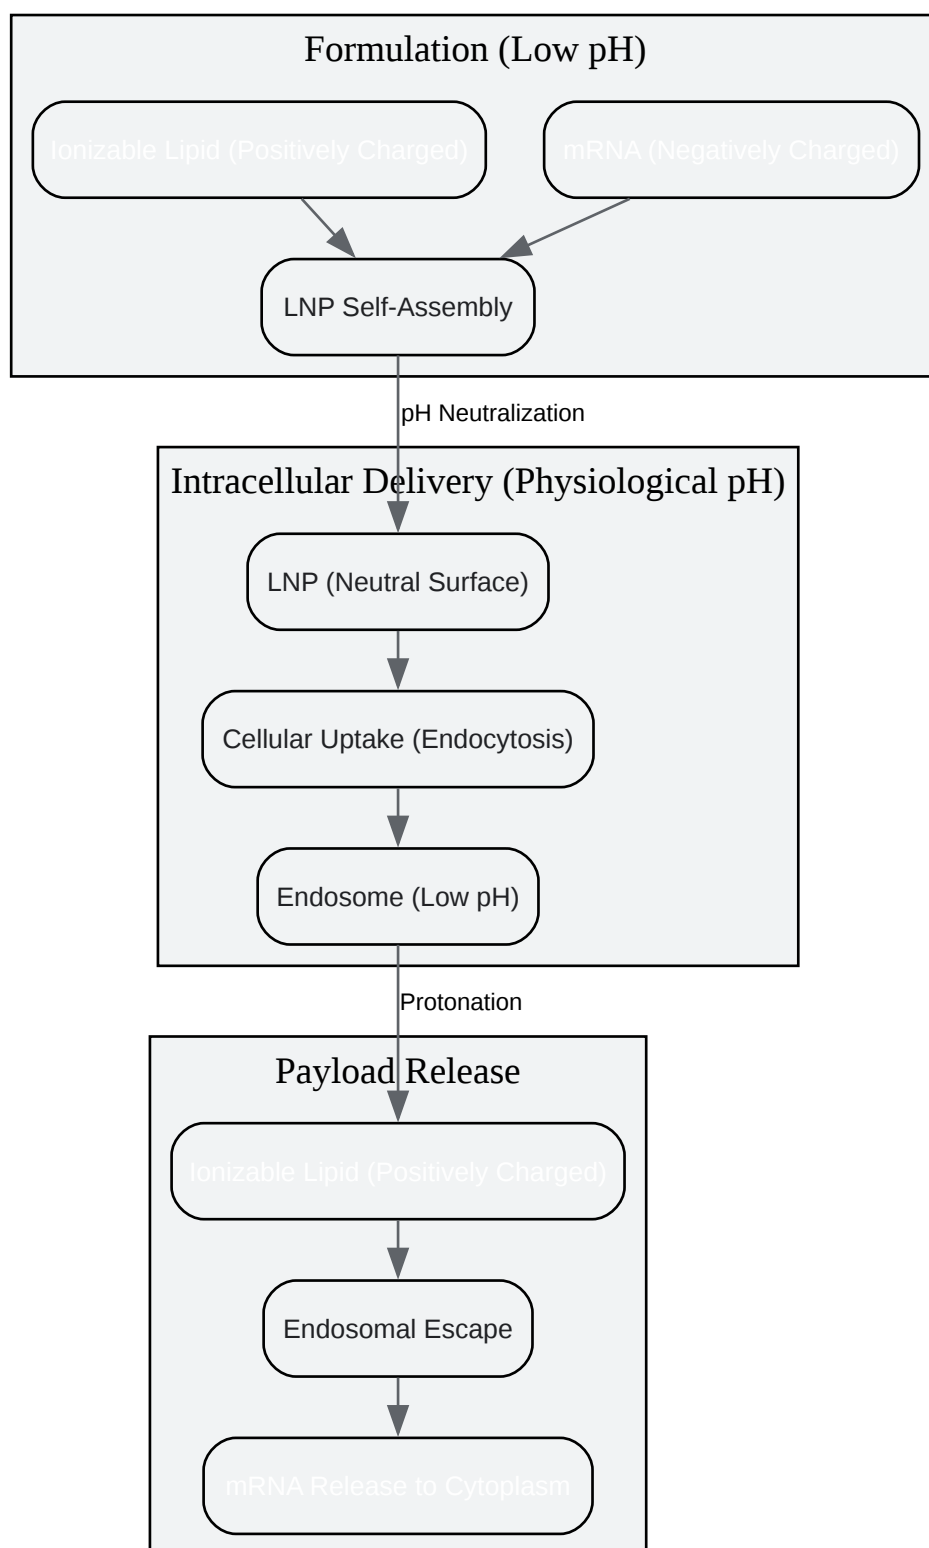 Formulation (Low pH)
Ionizable Lipid (Positively Charged)
mRNA (Negatively Charged)
LNP Self-Assembly
pH Neutralization
Intracellular Delivery (Physiological pH)
LNP (Neutral Surface)
Cellular Uptake (Endocytosis)
Endosome (Low pH)
Protonation
Payload Release
Ionizable Lipid (Positively Charged)
Endosomal Escape
mRNA Release to Cytoplasm